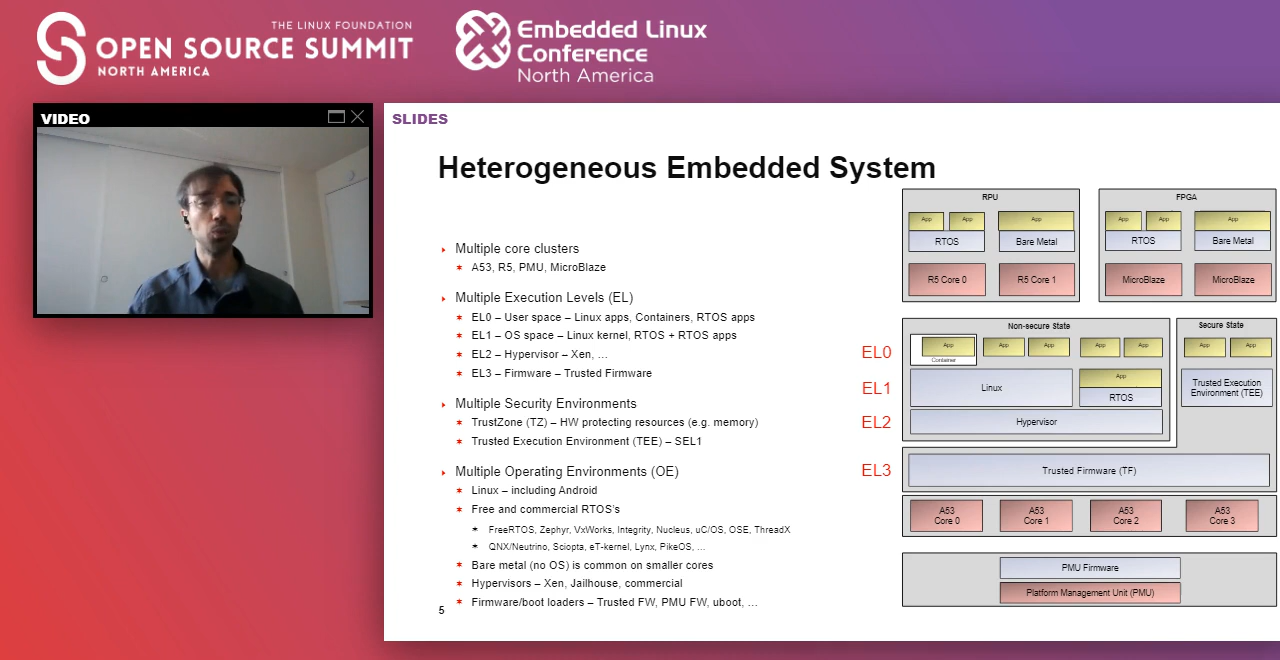 THE LINUX FOUNDATION
OPEN SOURCE SUMMIT
NORTH AMERICA
Embedded Linux
Conference
North America
VIDEO
SLIDES
Heterogeneous Embedded System
Multiple core clusters
A53, R5, PMU, MicroBlaze
Multiple Execution Levels (EL)
EL0 – User space – Linux apps, Containers, RTOS apps
EL1 – OS space – Linux kernel, RTOS + RTOS apps
EL2 – Hypervisor – Xen, …
EL3 – Firmware – Trusted Firmware
Multiple Security Environments
TrustZone (TZ) – HW protecting resources (e.g. memory)
Trusted Execution Environment (TEE) – SEL1
Multiple Operating Environments (OE)
Linux – including Android
Free and commercial RTOS's
FreeRTOS, Zephyr, VxWorks, Integrity, Nucleus, uC/OS, OSE, ThreadX
QNX/Neutrino, Sciopta, eT-kernel, Lynx, PikeOS, …
Bare metal (no OS) is common on smaller cores
Hypervisors – Xen, Jailhouse, commercial
Firmware/boot loaders – Trusted FW, PMU FW, uboot, …
5
RPU
App App App
RTOS Bare Metal
R5 Core 0 R5 Core 1
FPGA
App App App
RTOS Bare Metal
MicroBlaze MicroBlaze
Non-secure State
Secure State
EL0
App App App App App
Container
App App
EL1
Linux
App
RTOS
Trusted Execution
Environment (TEE)
EL2
Hypervisor
EL3
Trusted Firmware (TF)
A53
Core 0
A53
Core 1
A53
Core 2
A53
Core 3
PMU Firmware
Platform Management Unit (PMU)